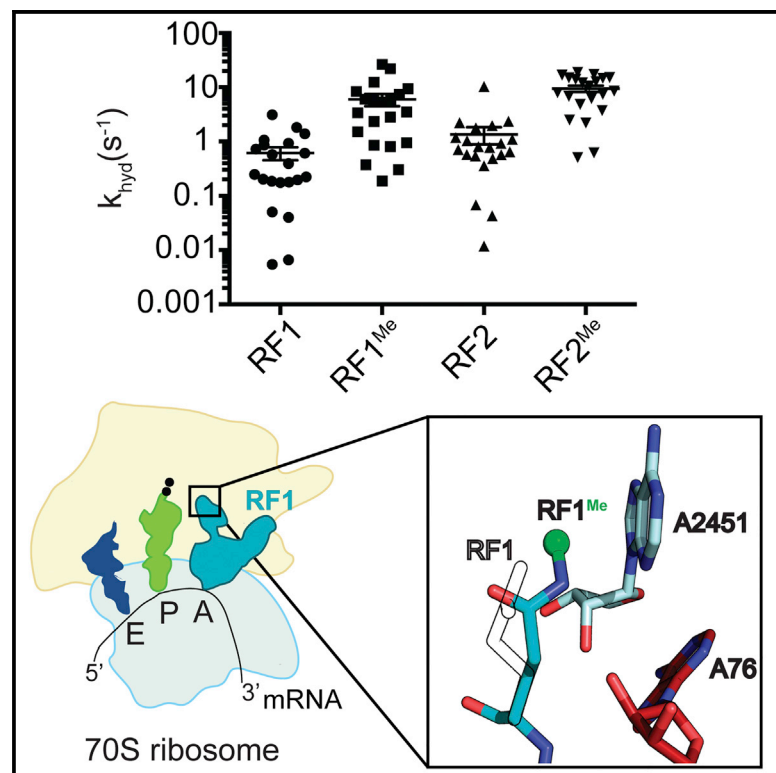 k_hyd (s⁻¹)
100
10
1
0.1
0.01
0.001
RF1
RF1^Me
RF2
RF2^Me
RF1
E
P
A
5'
3' mRNA
70S ribosome
RF1
RF1^Me
A2451
A76